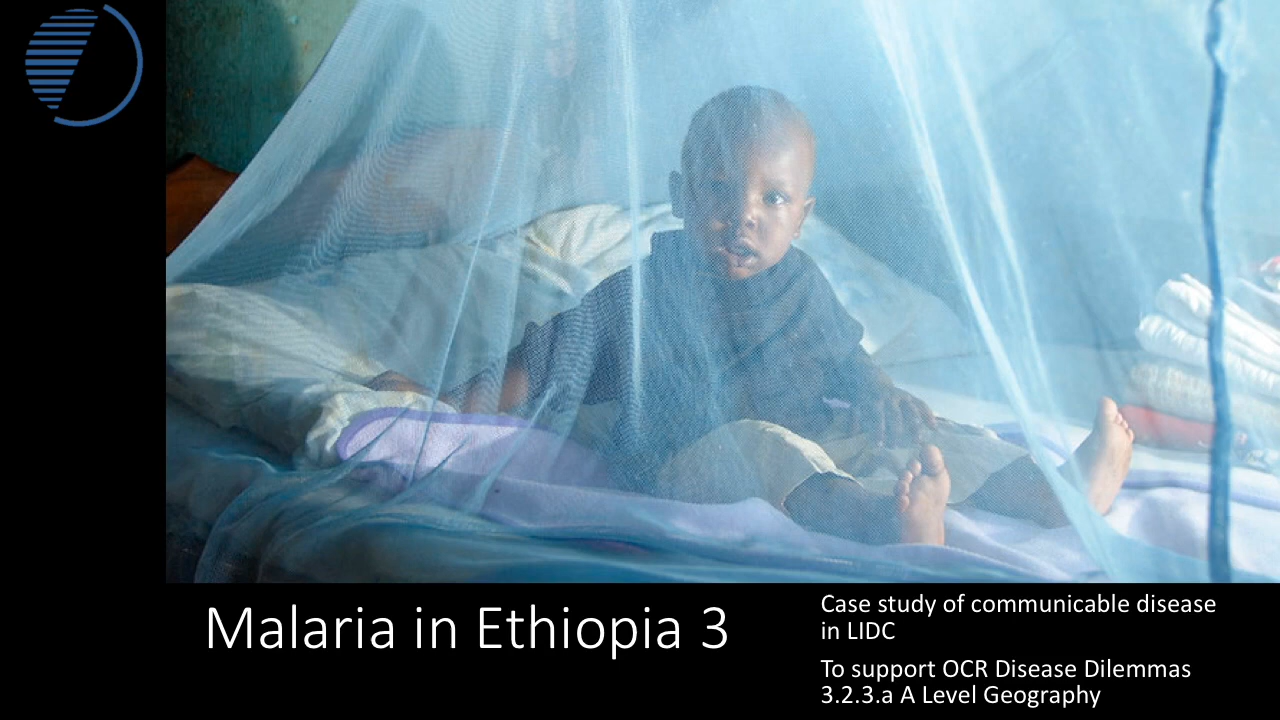 Malaria in Ethiopia 3
Case study of communicable disease
in LIDC
To support OCR Disease Dilemmas
3.2.3.a A Level Geography